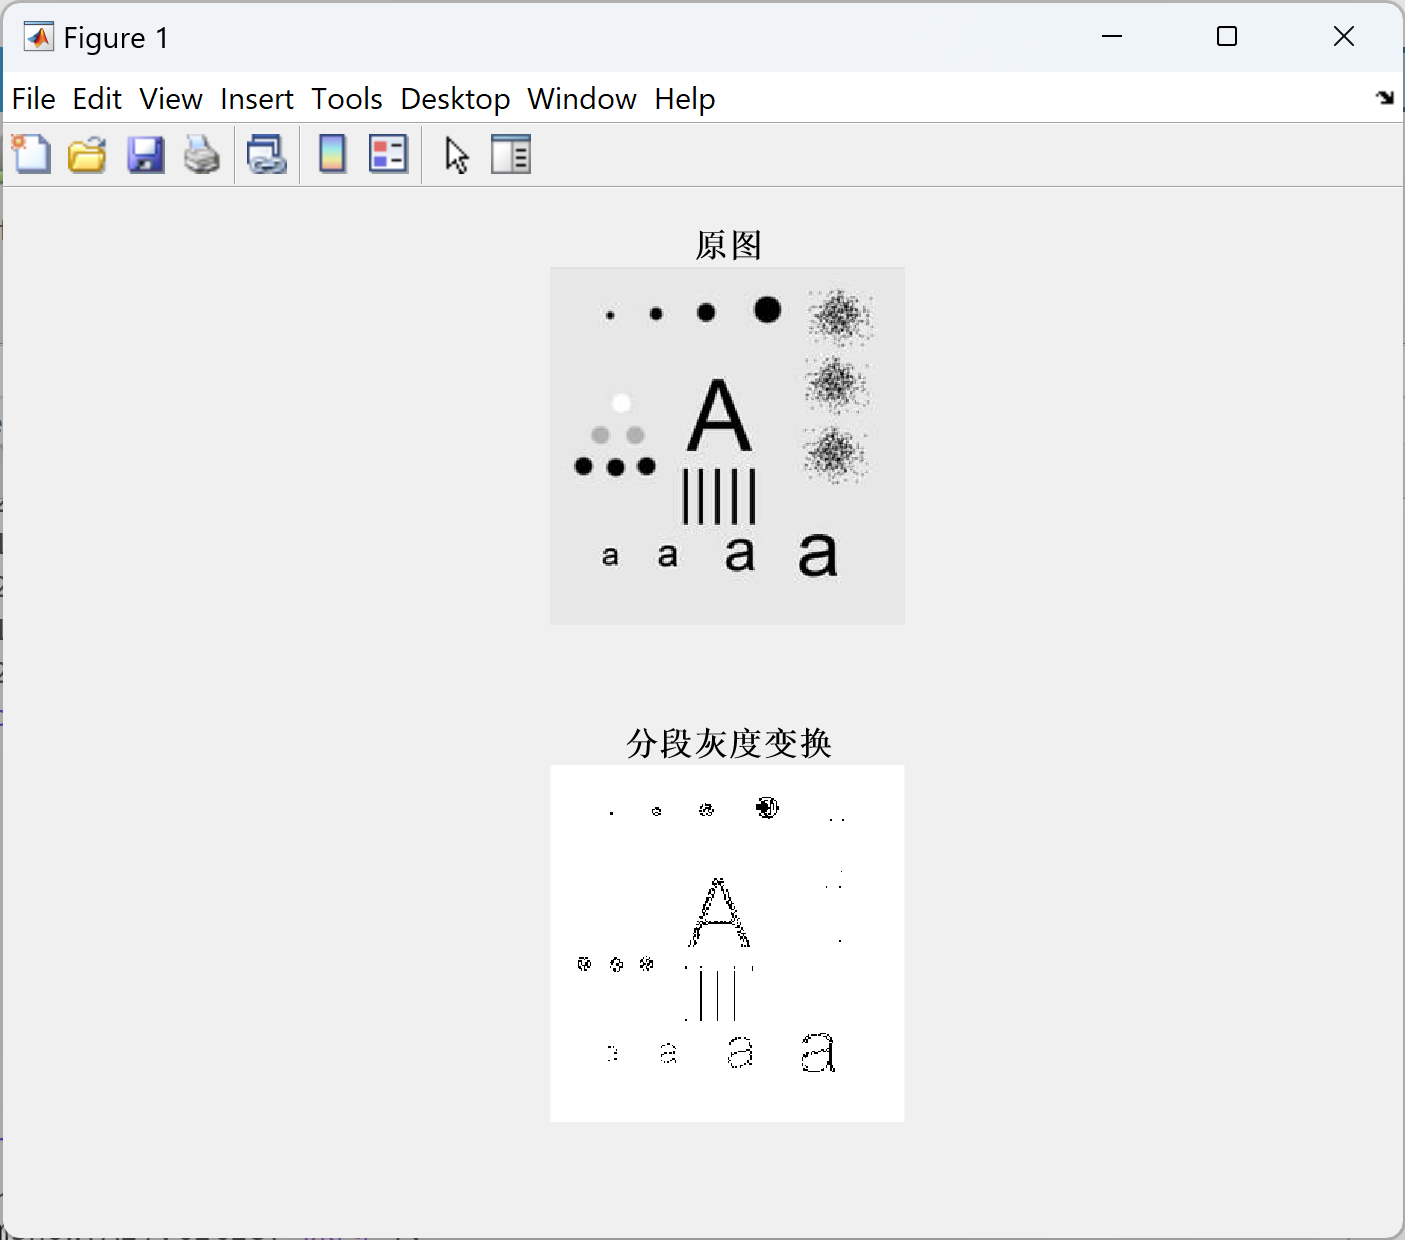 Figure 1
File Edit View Insert Tools Desktop Window Help
原图
A
a a a a
分段灰度变换
A
a a a